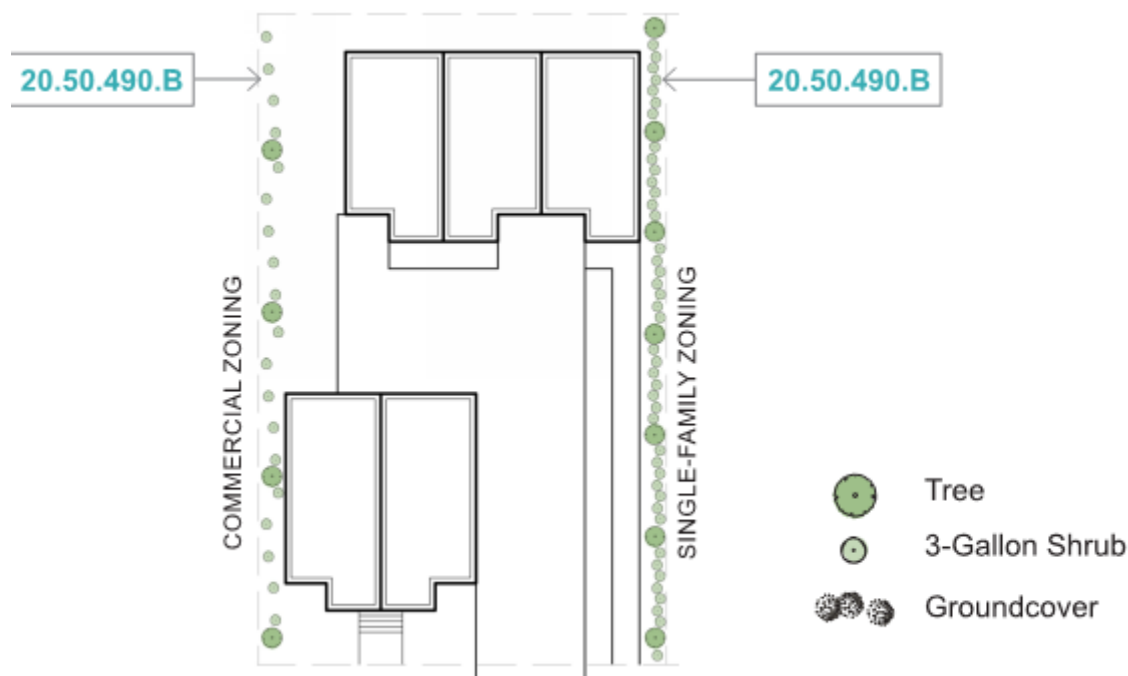 20.50.490.B
20.50.490.B
COMMERCIAL ZONING
SINGLE-FAMILY ZONING
Tree
3-Gallon Shrub
Groundcover